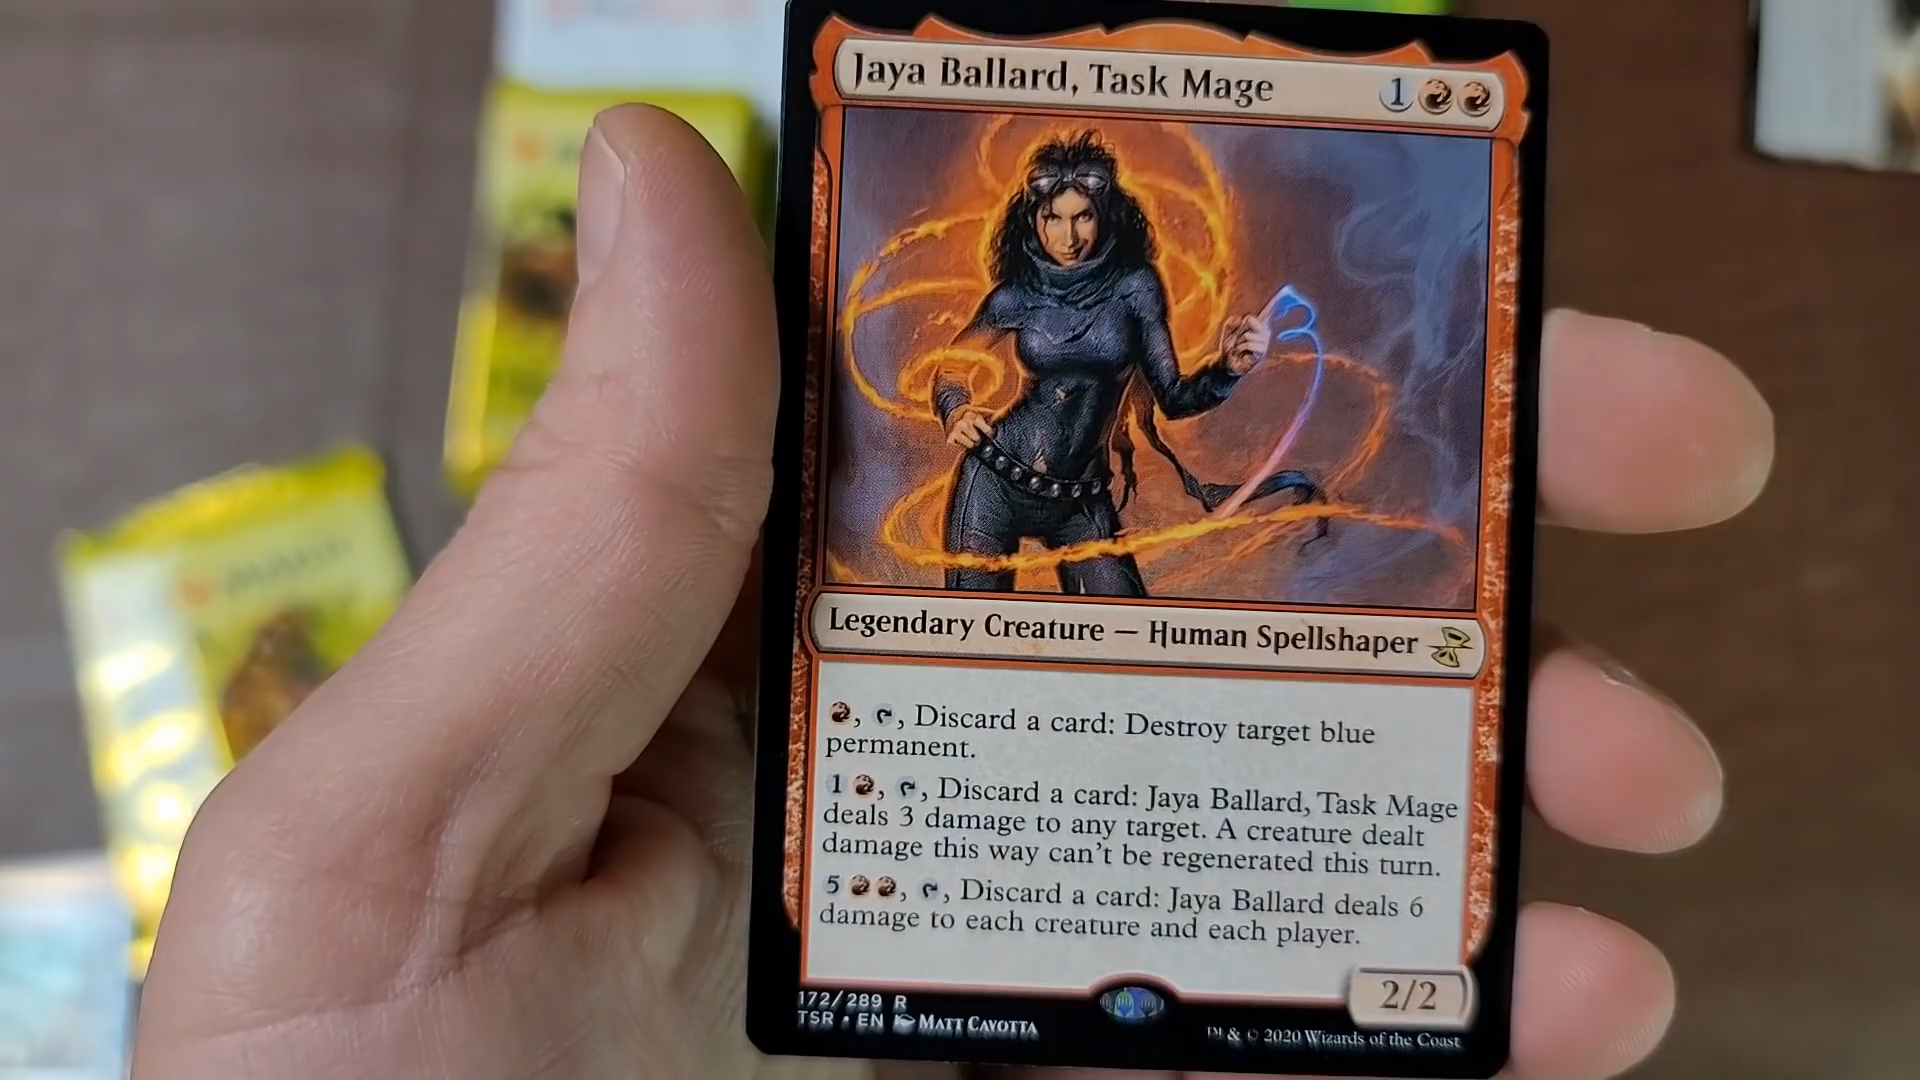 Jaya Ballard, Task Mage 1
Legendary Creature — Human Spellshaper
, , Discard a card: Destroy target blue
permanent.
1 , , Discard a card: Jaya Ballard, Task Mage
deals 3 damage to any target. A creature dealt
damage this way can't be regenerated this turn.
5 , , Discard a card: Jaya Ballard deals 6
damage to each creature and each player.
2/2
172/289 R
TSR • EN MATT CAVOTTA
™ & © 2020 Wizards of the Coast